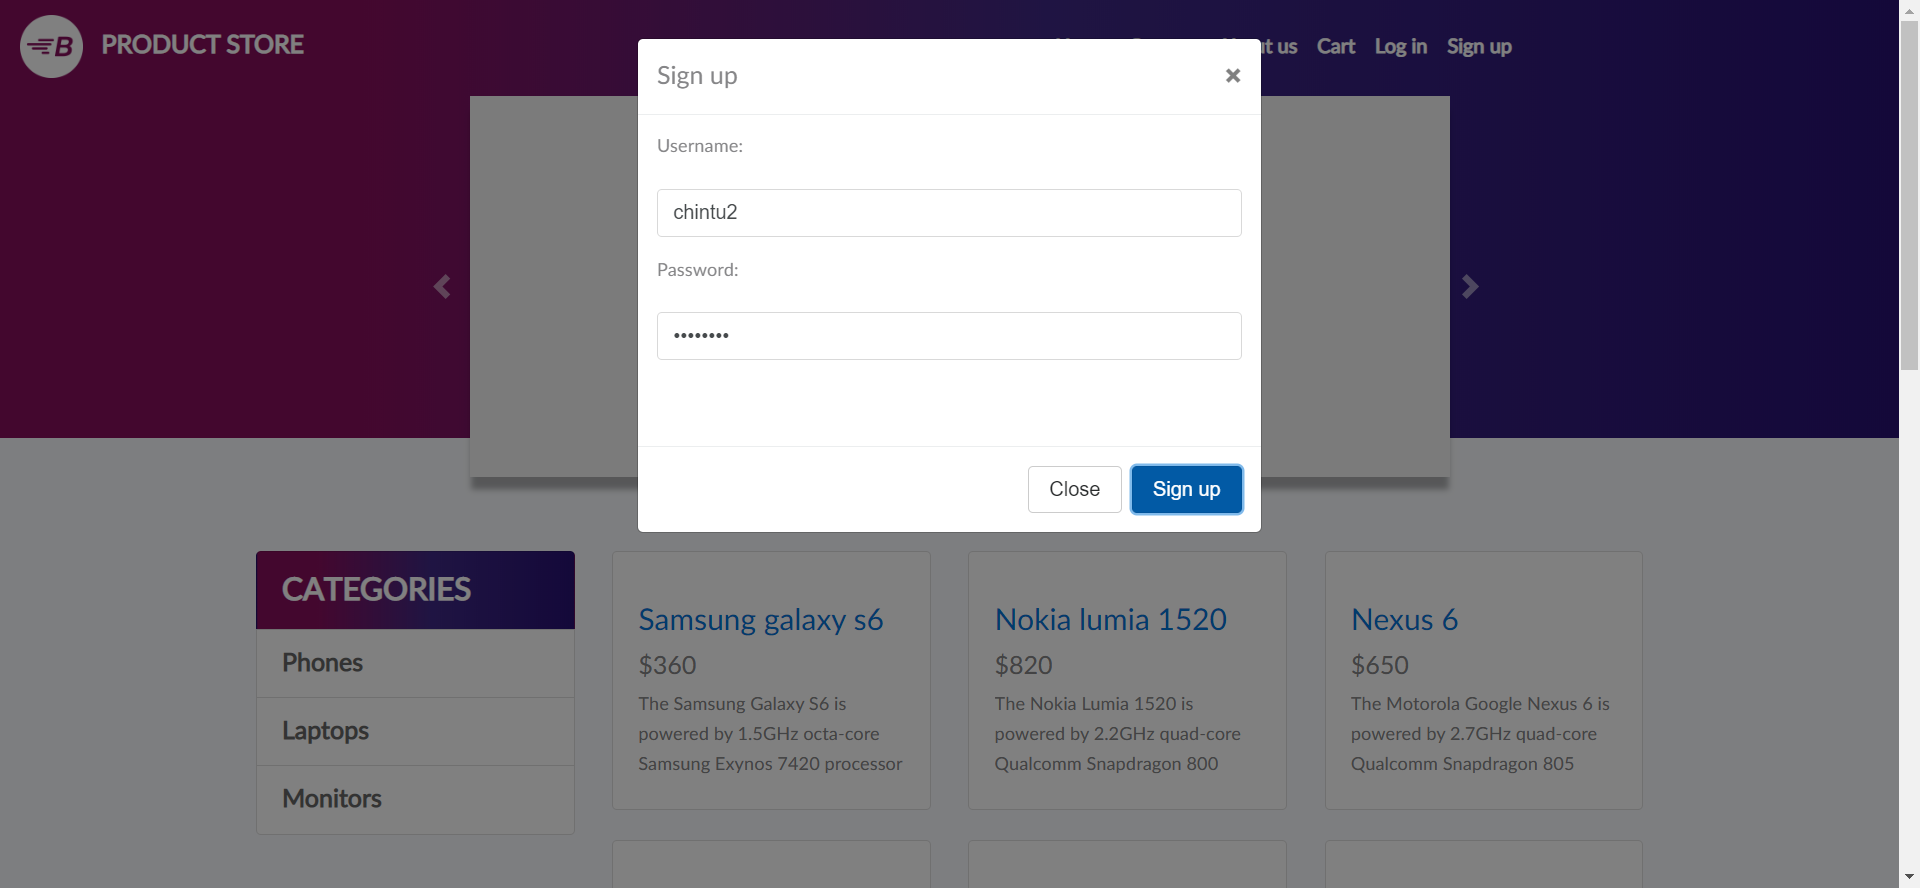 B PRODUCT STORE
t us Cart Log in Sign up
Sign up
Username:
chintu2
Password:
••••••••
Close Sign up
CATEGORIES
Phones
Laptops
Monitors
Samsung galaxy s6
$360
The Samsung Galaxy S6 is
powered by 1.5GHz octa-core
Samsung Exynos 7420 processor
Nokia lumia 1520
$820
The Nokia Lumia 1520 is
powered by 2.2GHz quad-core
Qualcomm Snapdragon 800
Nexus 6
$650
The Motorola Google Nexus 6 is
powered by 2.7GHz quad-core
Qualcomm Snapdragon 805